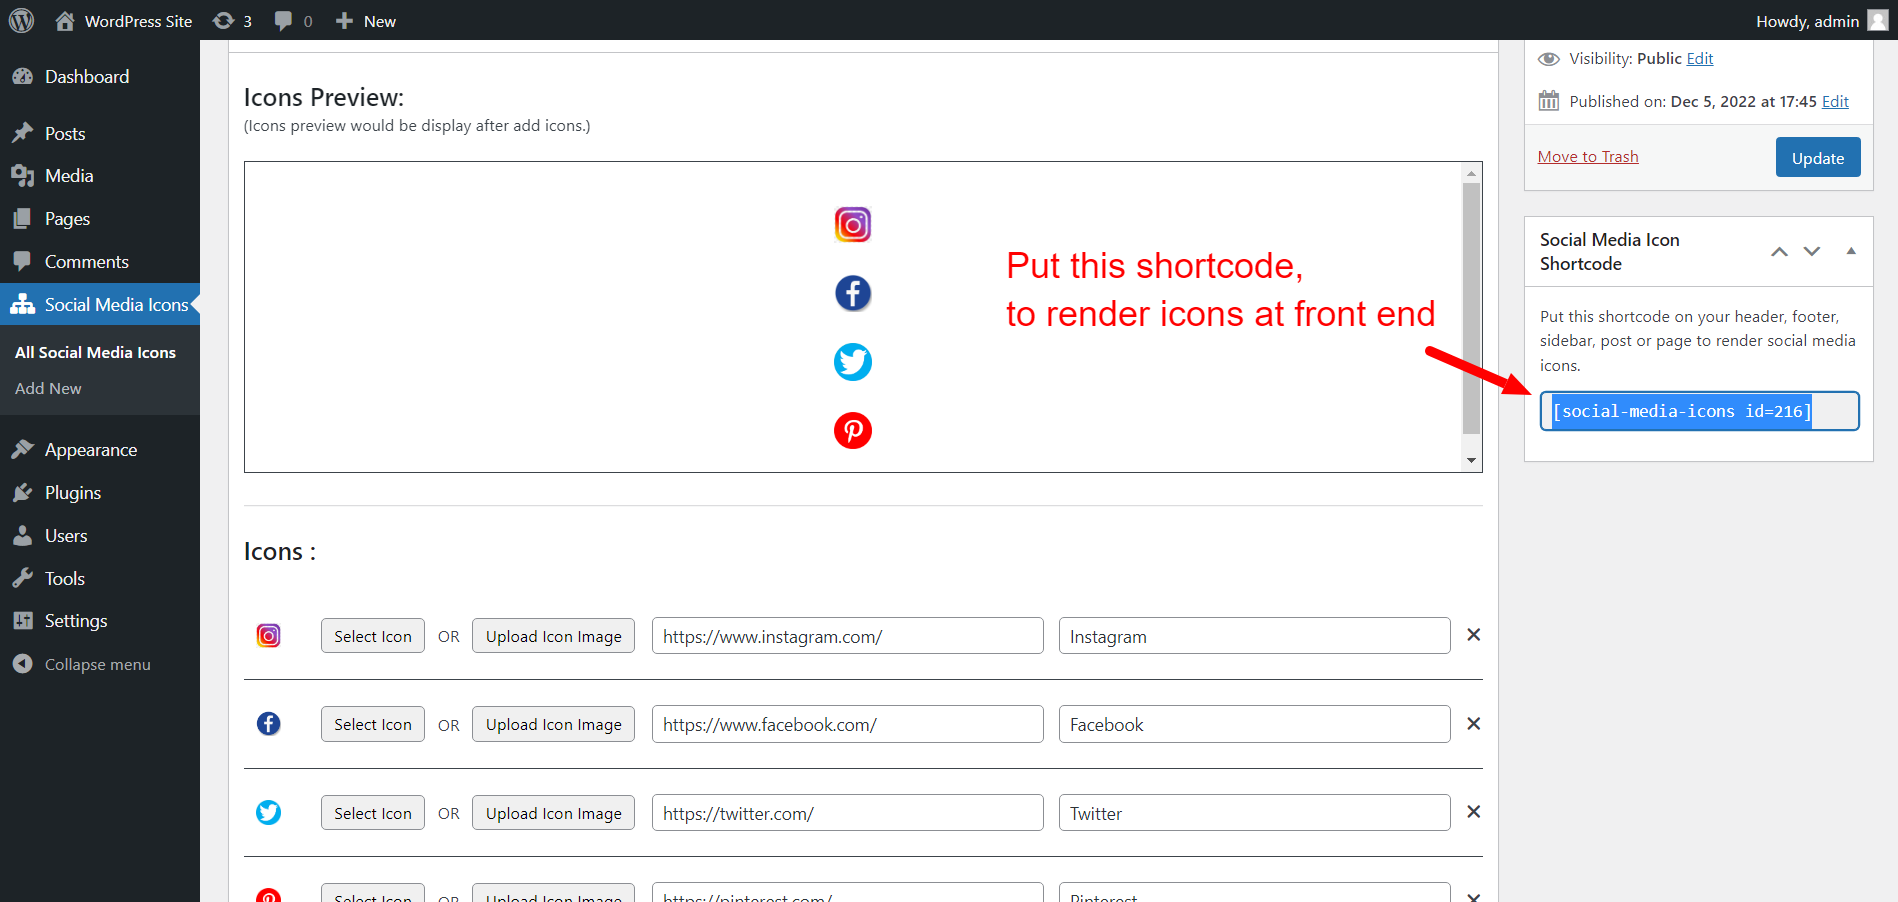 WordPress Site 3 0 New
Howdy, admin
Dashboard
Posts
Media
Pages
Comments
Social Media Icons
All Social Media Icons
Add New
Appearance
Plugins
Users
Tools
Settings
Collapse menu
Icons Preview:
(Icons preview would be display after add icons.)
Put this shortcode,
to render icons at front end
Icons :
Select Icon OR Upload Icon Image https://www.instagram.com/ Instagram
Select Icon OR Upload Icon Image https://www.facebook.com/ Facebook
Select Icon OR Upload Icon Image https://twitter.com/ Twitter
Select Icon OR Upload Icon Image https://pinterest.com/ Pinterest
Visibility: Public Edit
Published on: Dec 5, 2022 at 17:45 Edit
Move to Trash
Update
Social Media Icon
Shortcode
Put this shortcode on your header, footer,
sidebar, post or page to render social media
icons.
[social-media-icons id=216]